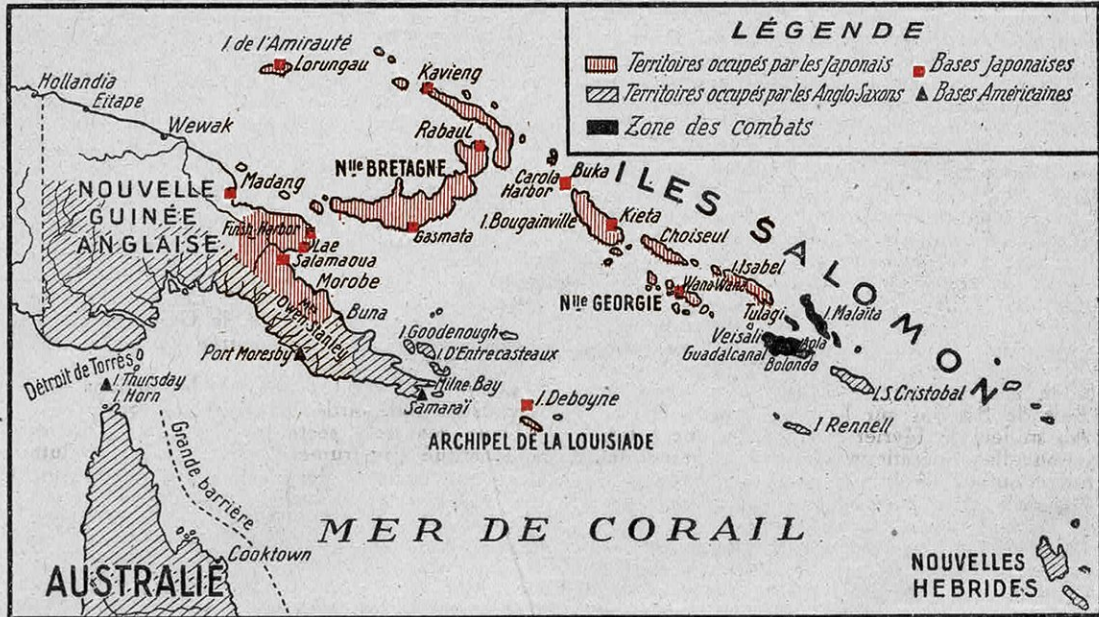 LÉGENDE
Territoires occupés par les Japonais
Bases Japonaises
Territoires occupés par les Anglo-Saxons
Bases Américaines
Zone des combats
I. de l'Amirauté
Lorungau
Kavieng
Hollandia
Eitape
Wewak
Rabaul
Nlle BRETAGNE
Madang
NOUVELLE
GUINÉE
ANGLAISE
Finsh-Harbor
Lae
Salamaoua
Morobe
Gasmata
Carola
Harbor
Buka
ILES SALOMON
I. Bougainville
Kieta
Choiseul
I. Isabel
Wana Wana
Nlle GEORGIE
Tulagi
I. Malaïta
Veisali
Aola
Guadalcanal
Bolonda
I.S. Cristobal
I Rennell
Buna
Mts
Owen Stanley
I. Goodenough
I. D'Entrecasteaux
Port Moresby
Milne Bay
Samaraï
I. Deboyne
ARCHIPEL DE LA LOUISIADE
Détroit de Torrès
I. Thursday
I. Horn
Grande barrière
Cooktown
MER DE CORAIL
AUSTRALIE
NOUVELLES
HEBRIDES